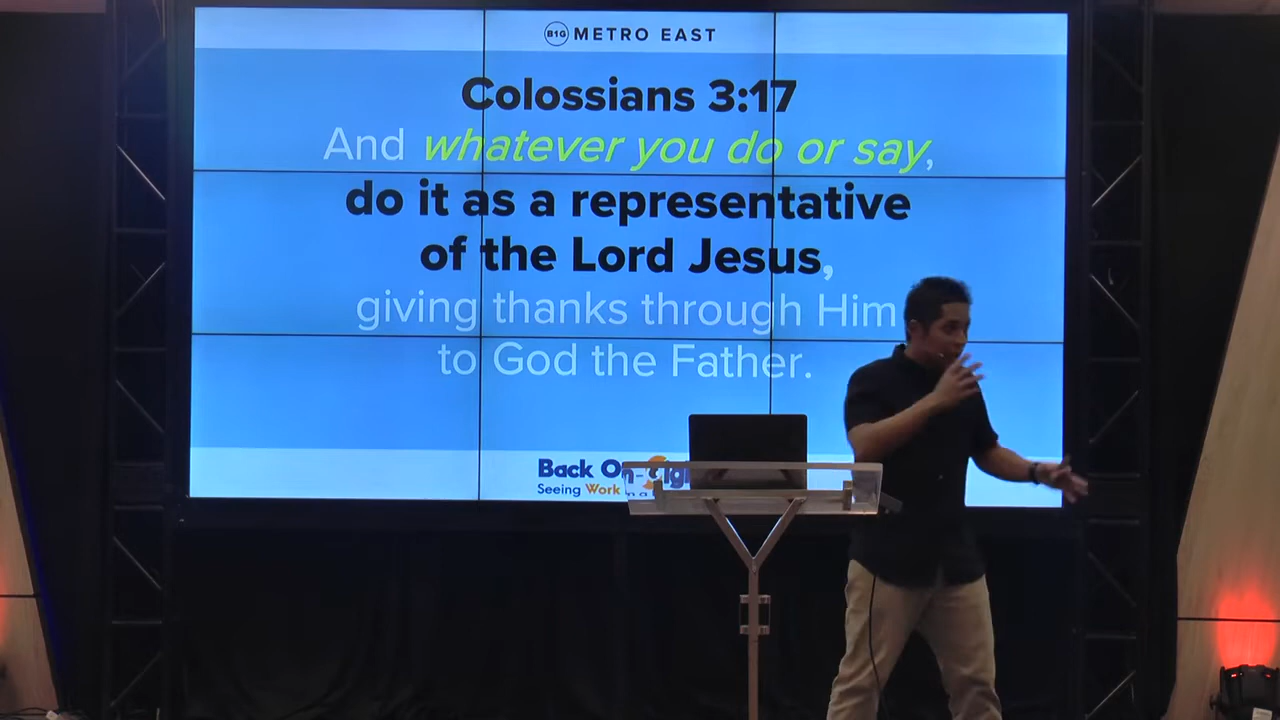 B1G METRO EAST
Colossians 3:17
And whatever you do or say,
do it as a representative
of the Lord Jesus,
giving thanks through Him
to God the Father.
Back On-Sigh
Seeing Work